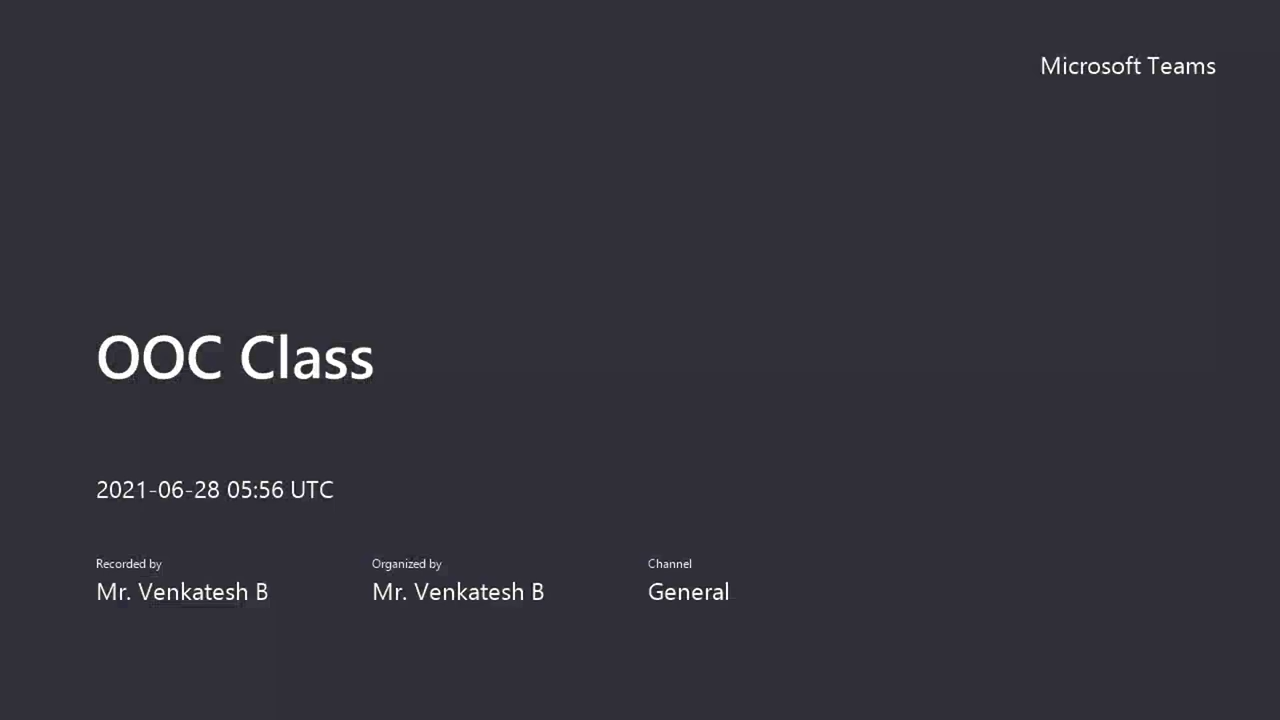 Microsoft Teams
OOC Class
2021-06-28 05:56 UTC
Recorded by
Mr. Venkatesh B
Organized by
Mr. Venkatesh B
Channel
General